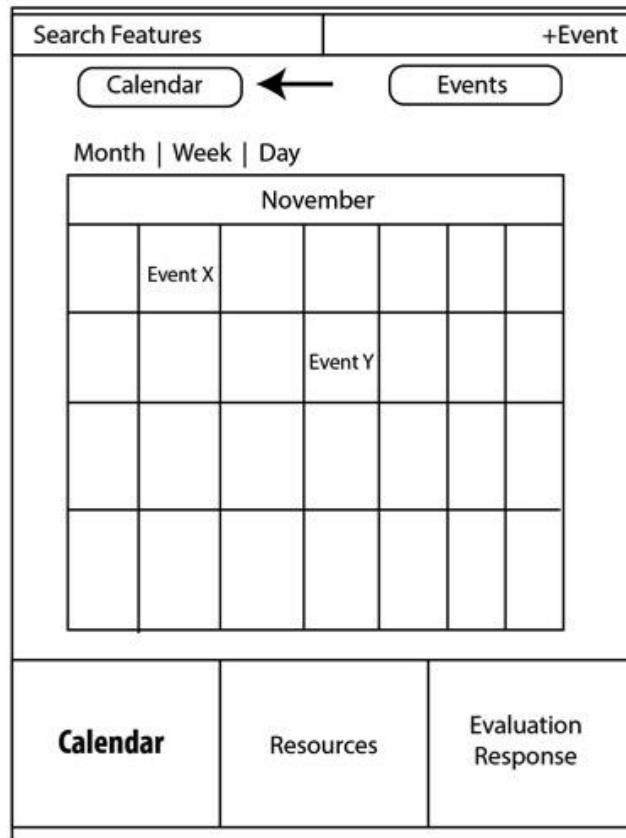 Search Features
+Event
Calendar
Events
Month | Week | Day
November
Event X
Event Y
Calendar
Resources
Evaluation
Response